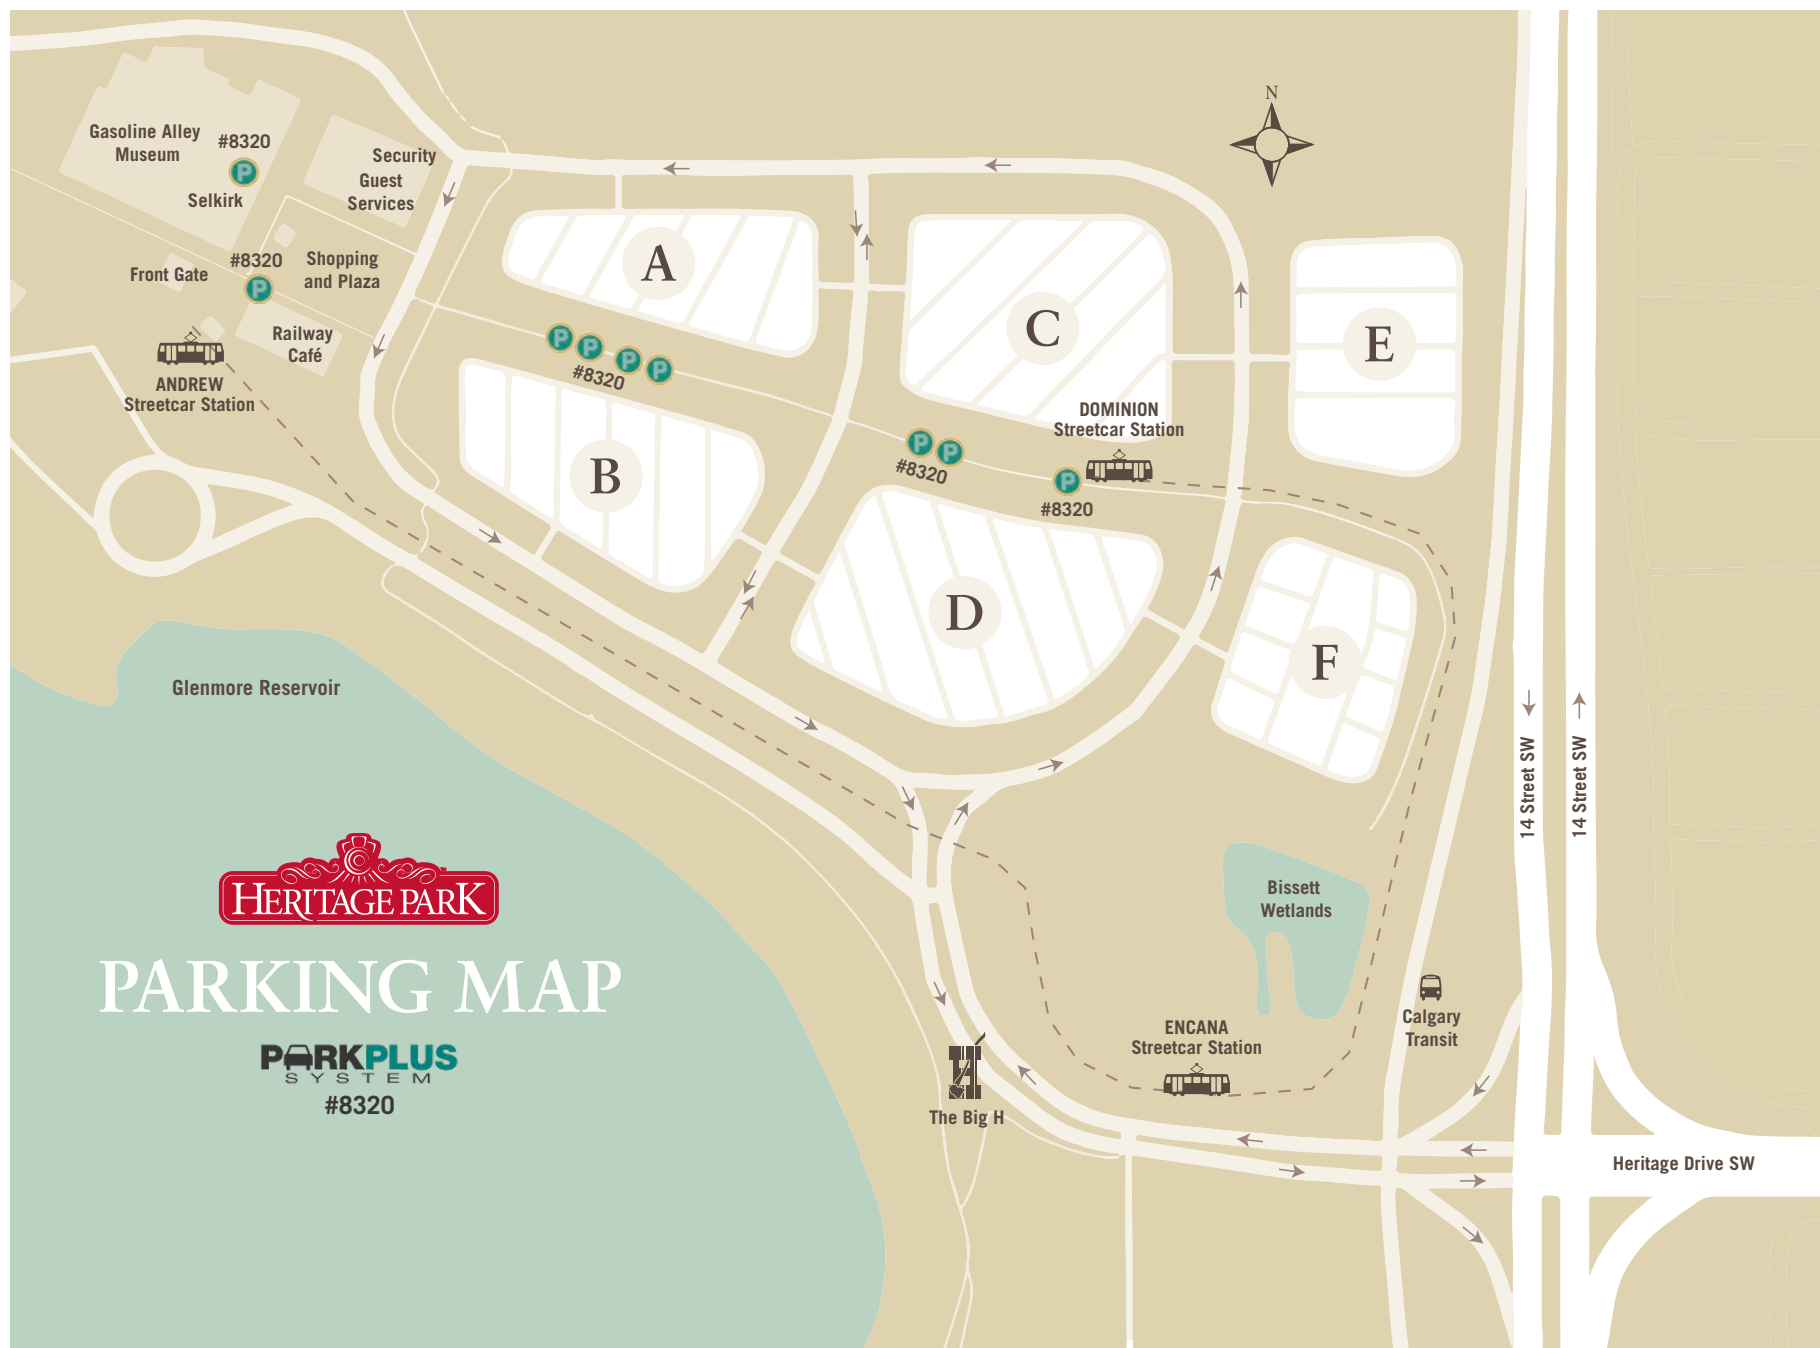 N
Gasoline Alley
Museum
#8320
P
Selkirk
Security
Guest
Services
#8320
P
Shopping
and Plaza
Front Gate
Railway
Café
ANDREW
Streetcar Station
A
P P P P
#8320
B
C
E
DOMINION
Streetcar Station
P P
#8320
P
#8320
D
F
Glenmore Reservoir
14 Street SW
14 Street SW
HERITAGE PARK
PARKING MAP
PARKPLUS
SYSTEM
#8320
Bissett
Wetlands
Calgary
Transit
ENCANA
Streetcar Station
H
The Big H
Heritage Drive SW